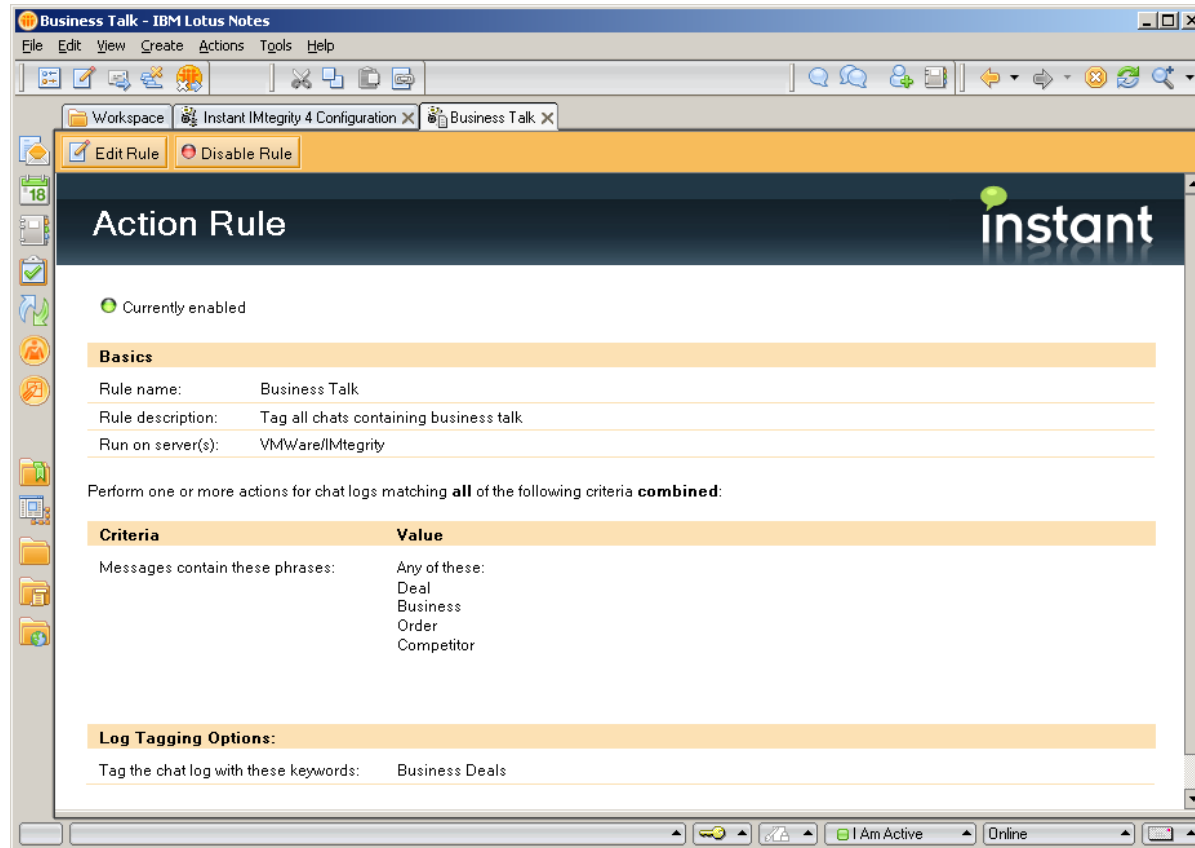 Business Talk - IBM Lotus Notes
File Edit View Create Actions Tools Help
Workspace Instant IMtegrity 4 Configuration Business Talk
Edit Rule Disable Rule
18
Action Rule
instant
Currently enabled
Basics
Rule name: Business Talk
Rule description: Tag all chats containing business talk
Run on server(s): VMWare/IMtegrity
Perform one or more actions for chat logs matching all of the following criteria combined:
Criteria Value
Messages contain these phrases: Any of these:
Deal
Business
Order
Competitor
Log Tagging Options:
Tag the chat log with these keywords: Business Deals
I Am Active Online